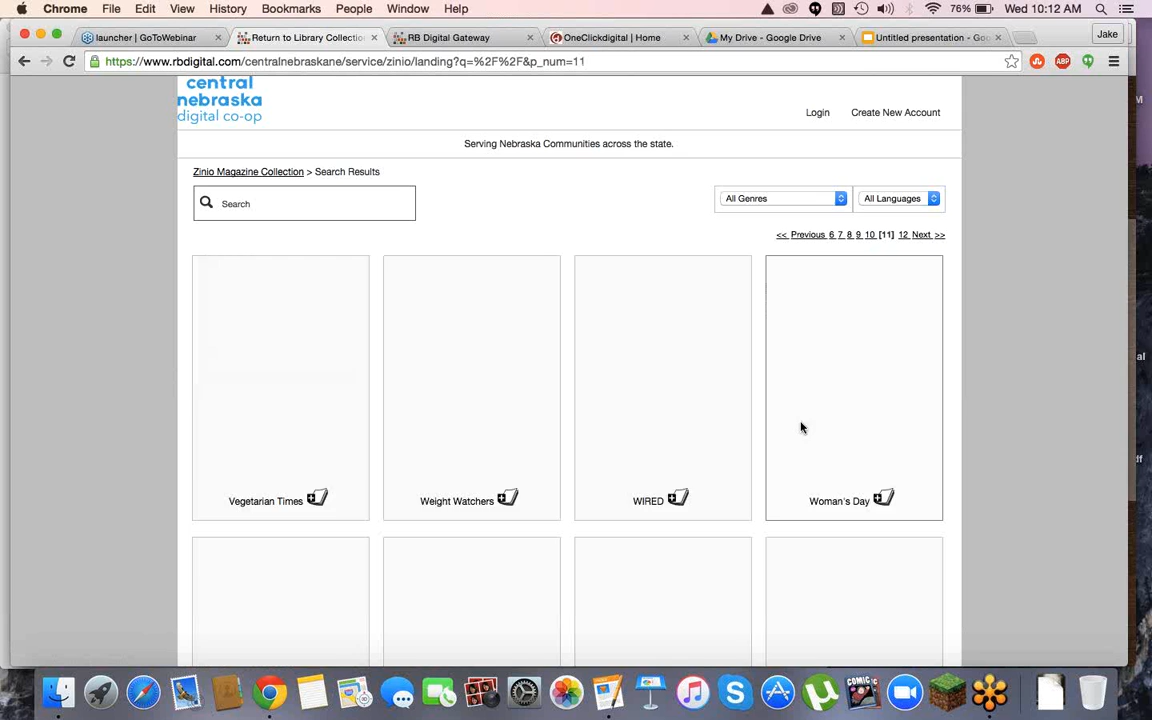 Chrome File Edit View History Bookmarks People Window Help 76% Wed 10:12 AM
launcher | GoToWebinar Return to Library Collectio RB Digital Gateway OneClickdigital | Home My Drive - Google Drive Untitled presentation - Goo Jake
https://www.rbdigital.com/centralnebraskane/service/zinio/landing?q=%2F%2F&p_num=11 ABP
central
nebraska
digital co-op
Login Create New Account
Serving Nebraska Communities across the state.
Zinio Magazine Collection > Search Results
Search All Genres All Languages
<< Previous 6 7 8 9 10 [11] 12 Next >>
Vegetarian Times Weight Watchers WIRED Woman's Day
COMIC